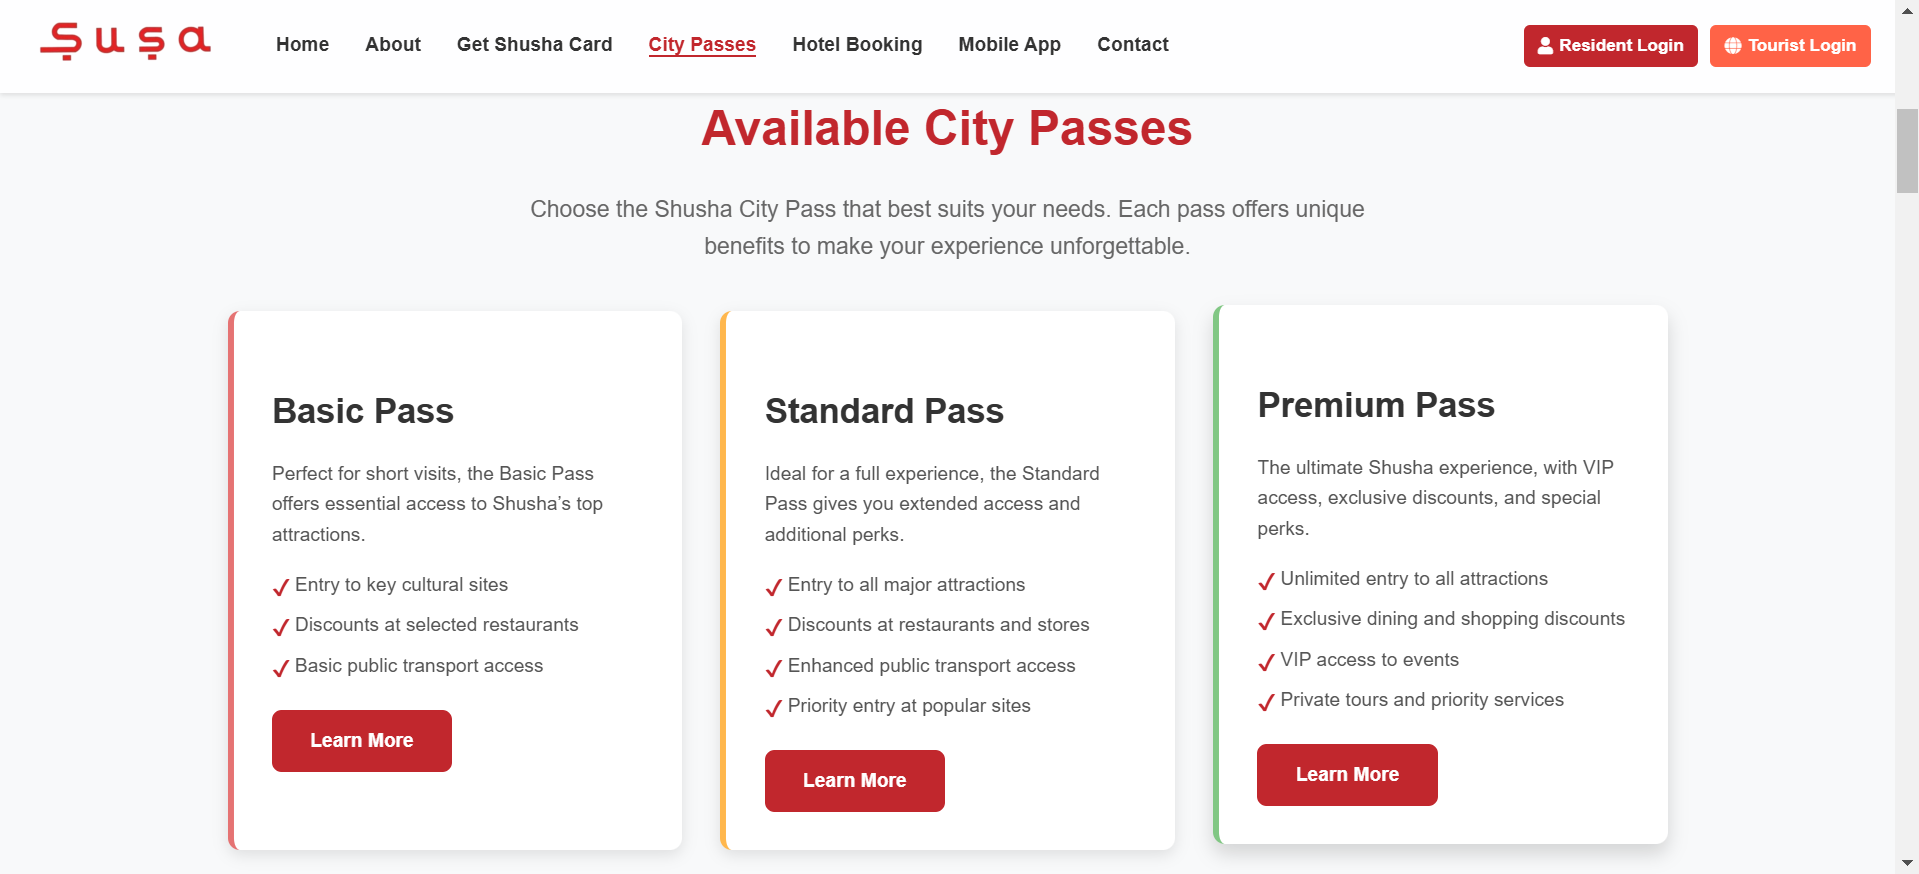 Şuşa
Home
About
Get Shusha Card
City Passes
Hotel Booking
Mobile App
Contact
Resident Login
Tourist Login
Available City Passes
Choose the Shusha City Pass that best suits your needs. Each pass offers unique
benefits to make your experience unforgettable.
Basic Pass
Perfect for short visits, the Basic Pass
offers essential access to Shusha’s top
attractions.
Entry to key cultural sites
Discounts at selected restaurants
Basic public transport access
Learn More
Standard Pass
Ideal for a full experience, the Standard
Pass gives you extended access and
additional perks.
Entry to all major attractions
Discounts at restaurants and stores
Enhanced public transport access
Priority entry at popular sites
Learn More
Premium Pass
The ultimate Shusha experience, with VIP
access, exclusive discounts, and special
perks.
Unlimited entry to all attractions
Exclusive dining and shopping discounts
VIP access to events
Private tours and priority services
Learn More